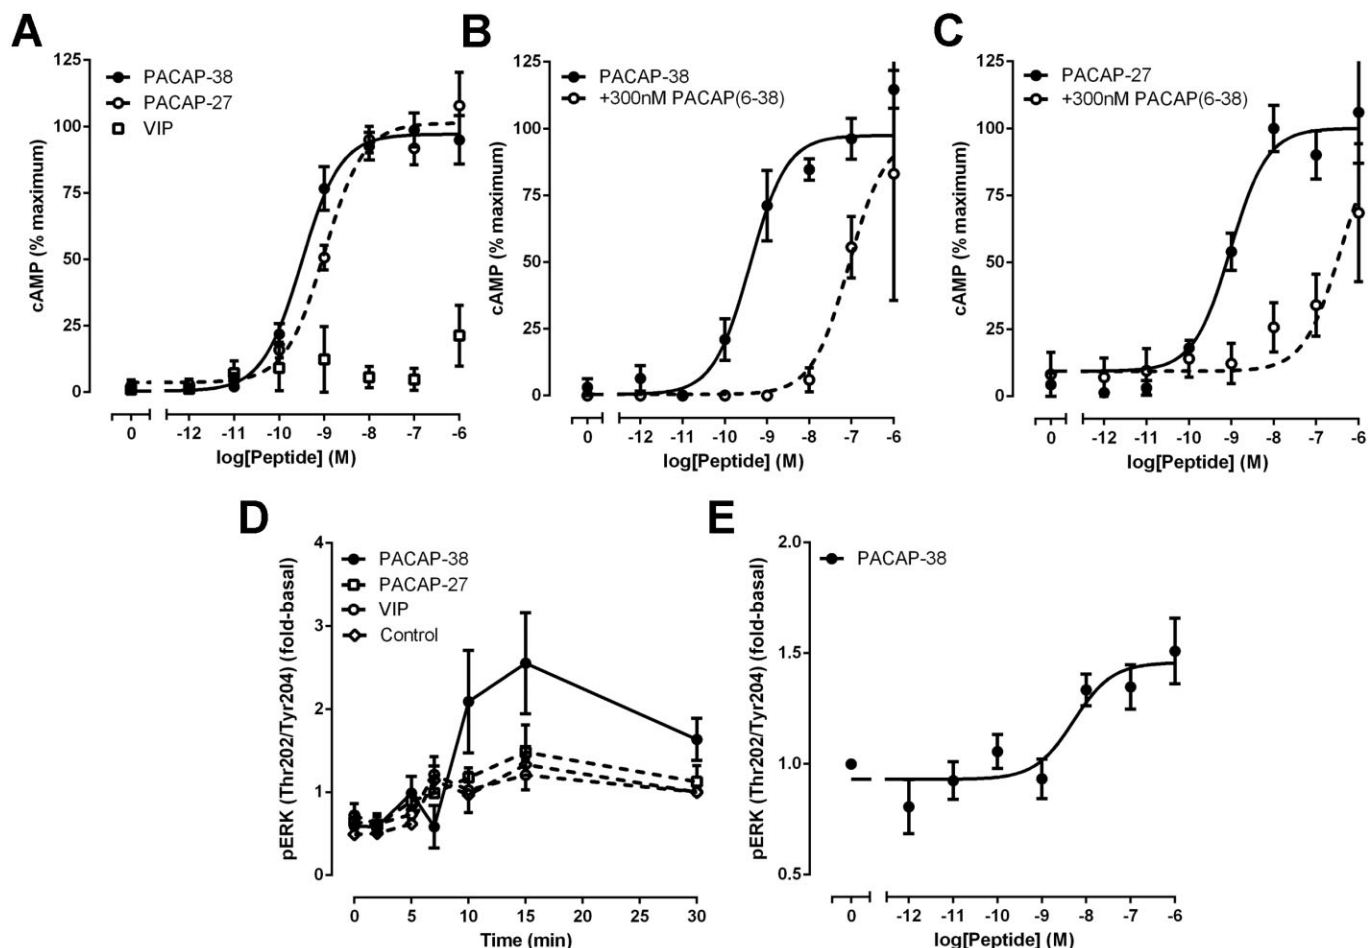 A
PACAP-38
PACAP-27
VIP
cAMP (% maximum)
125
100
75
50
25
0
0 -12 -11 -10 -9 -8 -7 -6
log[Peptide] (M)
B
PACAP-38
+300nM PACAP(6-38)
cAMP (% maximum)
125
100
75
50
25
0
0 -12 -11 -10 -9 -8 -7 -6
log[Peptide] (M)
C
PACAP-27
+300nM PACAP(6-38)
cAMP (% maximum)
125
100
75
50
25
0
0 -12 -11 -10 -9 -8 -7 -6
log[Peptide] (M)
D
PACAP-38
PACAP-27
VIP
Control
pERK (Thr202/Tyr204) (fold-basal)
4
3
2
1
0
0 5 10 15 20 25 30
Time (min)
E
PACAP-38
pERK (Thr202/Tyr204) (fold-basal)
2.0
1.5
1.0
0.5
0 -12 -11 -10 -9 -8 -7 -6
log[Peptide] (M)